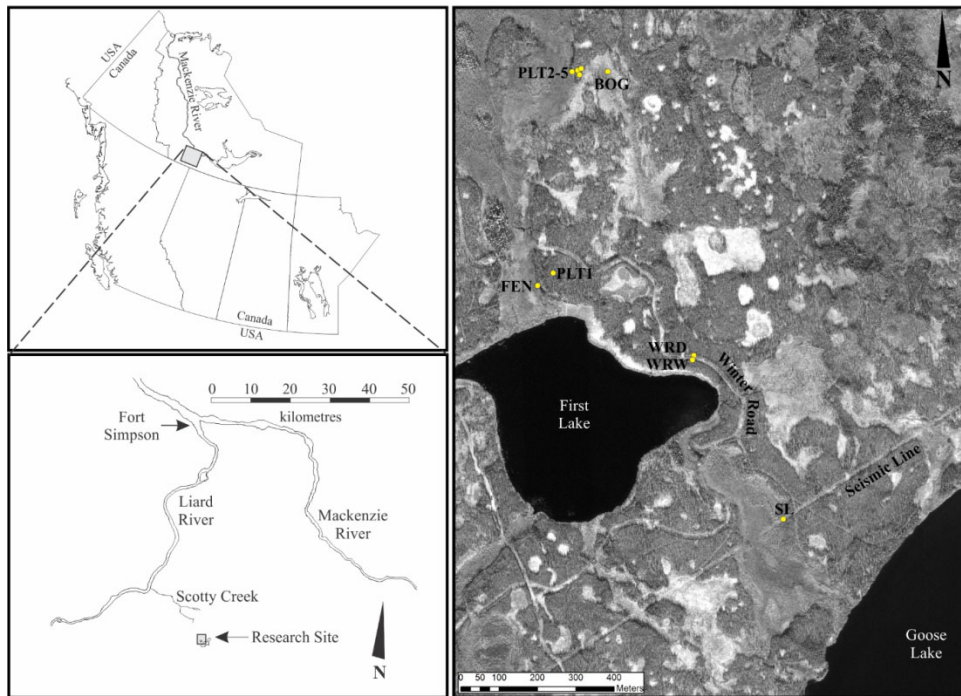 USA
Canada
Mackenzie River
Canada
USA
0 10 20 30 40 50
kilometres
Fort
Simpson
Liard
River
Mackenzie
River
Scotty Creek
Research Site
N
N
PLT2-5
BOG
PLT1
FEN
WRD
WRW
Winter Road
First
Lake
Seismic Line
SL
Goose
Lake
0 50 100 200 300 400
Meters